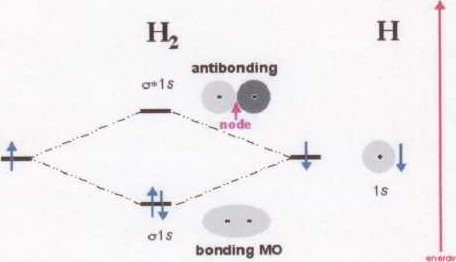 H₂
H
antibonding
σ*1s
node
1s
σ1s
bonding MO
energy